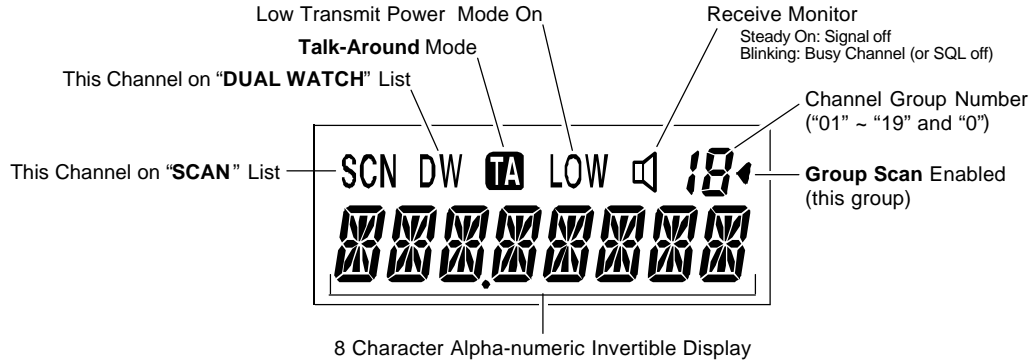 Low Transmit Power Mode On
Receive Monitor
Steady On: Signal off
Blinking: Busy Channel (or SQL off)
Talk-Around Mode
This Channel on “DUAL WATCH” List
Channel Group Number
(“01” ~ “19” and “0”)
This Channel on “SCAN” List
SCN DW TA LOW 18
Group Scan Enabled
(this group)
8 Character Alpha-numeric Invertible Display